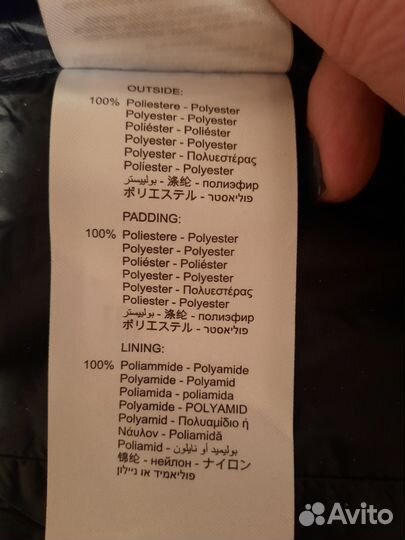 OUTSIDE:
100% Poliestere - Polyester
Polyester - Polyester
Poliéster - Poliéster
Polyester - Polyester
Polyester - Πολυεστέρας
Poliester - Polyester
بوليستر - 涤纶 - полиэфир
ポリエステル - פוליאסטר
PADDING:
100% Poliestere - Polyester
Polyester - Polyester
Poliéster - Poliéster
Polyester - Polyester
Polyester - Πολυεστέρας
Poliester - Polyester
بوليستر - 涤纶 - полиэфир
ポリエステル - פוליאסטר
LINING:
100% Poliammide - Polyamide
Polyamide - Polyamid
Poliamida - poliamida
Polyamide - POLYAMID
Polyamid - Πολυαμίδιο ή
Νάυλον - Poliamidă
Poliamid - بوليميد أو نايلون
锦纶 - нейлон - ナイロン
פוליאמיד או ניילון
Avito